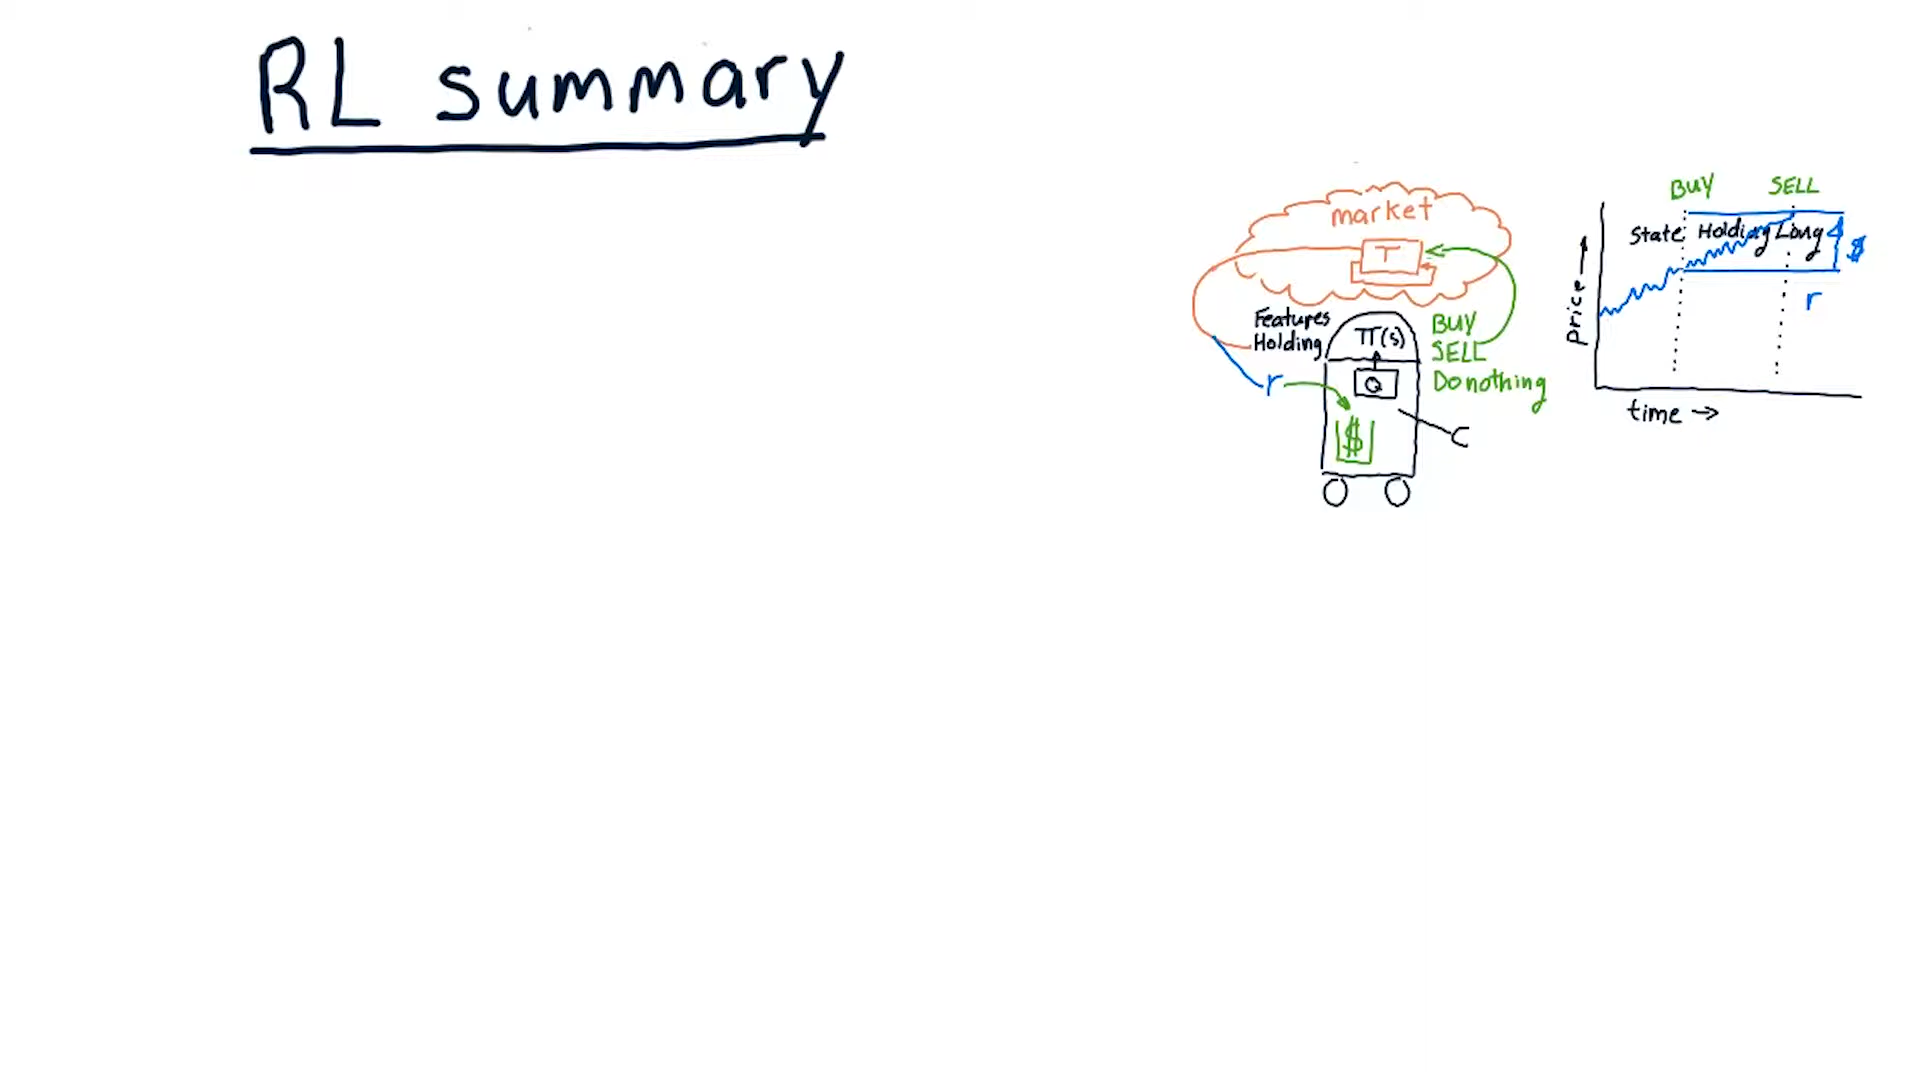 RL summary
market
T
Features
Holding
π(s)
Q
BUY
SELL
Do nothing
r
$
C
BUY SELL
State Holding Long
$
r
Price →
time →